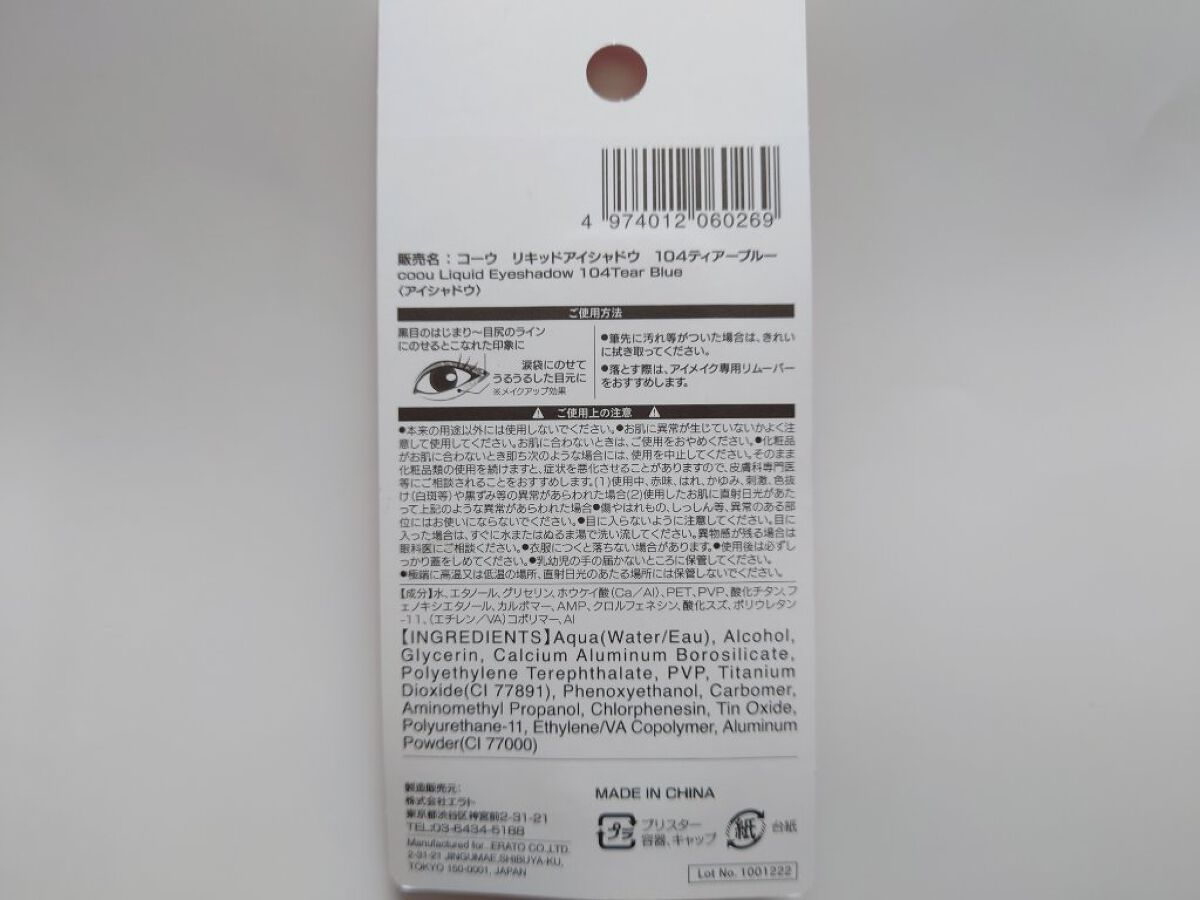 4 974012 060269
販売名：コーウ　リキッドアイシャドウ　104ティアーブルー
coou Liquid Eyeshadow 104Tear Blue
〈アイシャドウ〉
ご使用方法
黒目のはじまり～目尻のライン
にのせるとこなれた印象に
涙袋にのせて
うるうるした目元に
※メイクアップ効果
●筆先に汚れ等がついた場合は、きれい
に拭き取ってください。
●落とす際は、アイメイク専用リムーバー
をおすすめします。
ご使用上の注意
●本来の用途以外には使用しないでください。●お肌に異常が生じていないかよく注
意して使用してください。お肌に合わないときは、ご使用をおやめください。●化粧品
がお肌に合わないとき即ち次のような場合には、使用を中止してください。そのまま
化粧品類の使用を続けますと、症状を悪化させることがありますので、皮膚科専門医
等にご相談されることをおすすめします。(1)使用中、赤味、はれ、かゆみ、刺激、色抜
け(白斑等)や黒ずみ等の異常があらわれた場合(2)使用したお肌に直射日光があた
って上記のような異常があらわれた場合●傷やはれもの、しっしん等、異常のある部
位にはお使いにならないでください。●目に入らないように注意してください。目に
入った場合は、すぐに水またはぬるま湯で洗い流してください。異物感が残る場合は
眼科医にご相談ください。●衣服につくと落ちない場合があります。●使用後は必ずし
っかり蓋をしめてください。●乳幼児の手の届かないところに保管してください。
●極端に高温又は低温の場所、直射日光のあたる場所には保管しないでください。
【成分】水、エタノール、グリセリン、ホウケイ酸(Ca/Al)、PET、PVP、酸化チタン、フ
ェノキシエタノール、カルボマー、AMP、クロルフェネシン、酸化スズ、ポリウレタン
-11、(エチレン/VA)コポリマー、Al
【INGREDIENTS】Aqua(Water/Eau), Alcohol,
Glycerin, Calcium Aluminum Borosilicate,
Polyethylene Terephthalate, PVP, Titanium
Dioxide(CI 77891), Phenoxyethanol, Carbomer,
Aminomethyl Propanol, Chlorphenesin, Tin Oxide,
Polyurethane-11, Ethylene/VA Copolymer, Aluminum
Powder(CI 77000)
製造販売元：
株式会社エラト
東京都渋谷区神宮前2-31-21
TEL:03-6434-5188
Manufactured for. ERATO CO.,LTD.
2-31-21 JINGUMAE,SHIBUYA-KU,
TOKYO 150-0001, JAPAN
MADE IN CHINA
プラ
ブリスター
容器、キャップ
紙
台紙
Lot No. 1001222